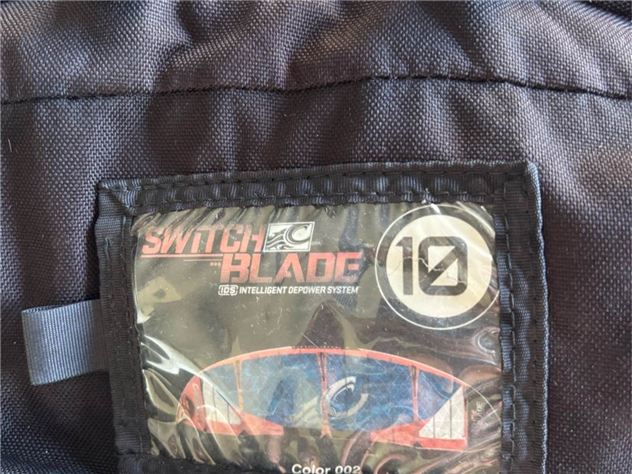 SWITCH
BLADE
IDS INTELLIGENT DEPOWER SYSTEM
10
Color 002